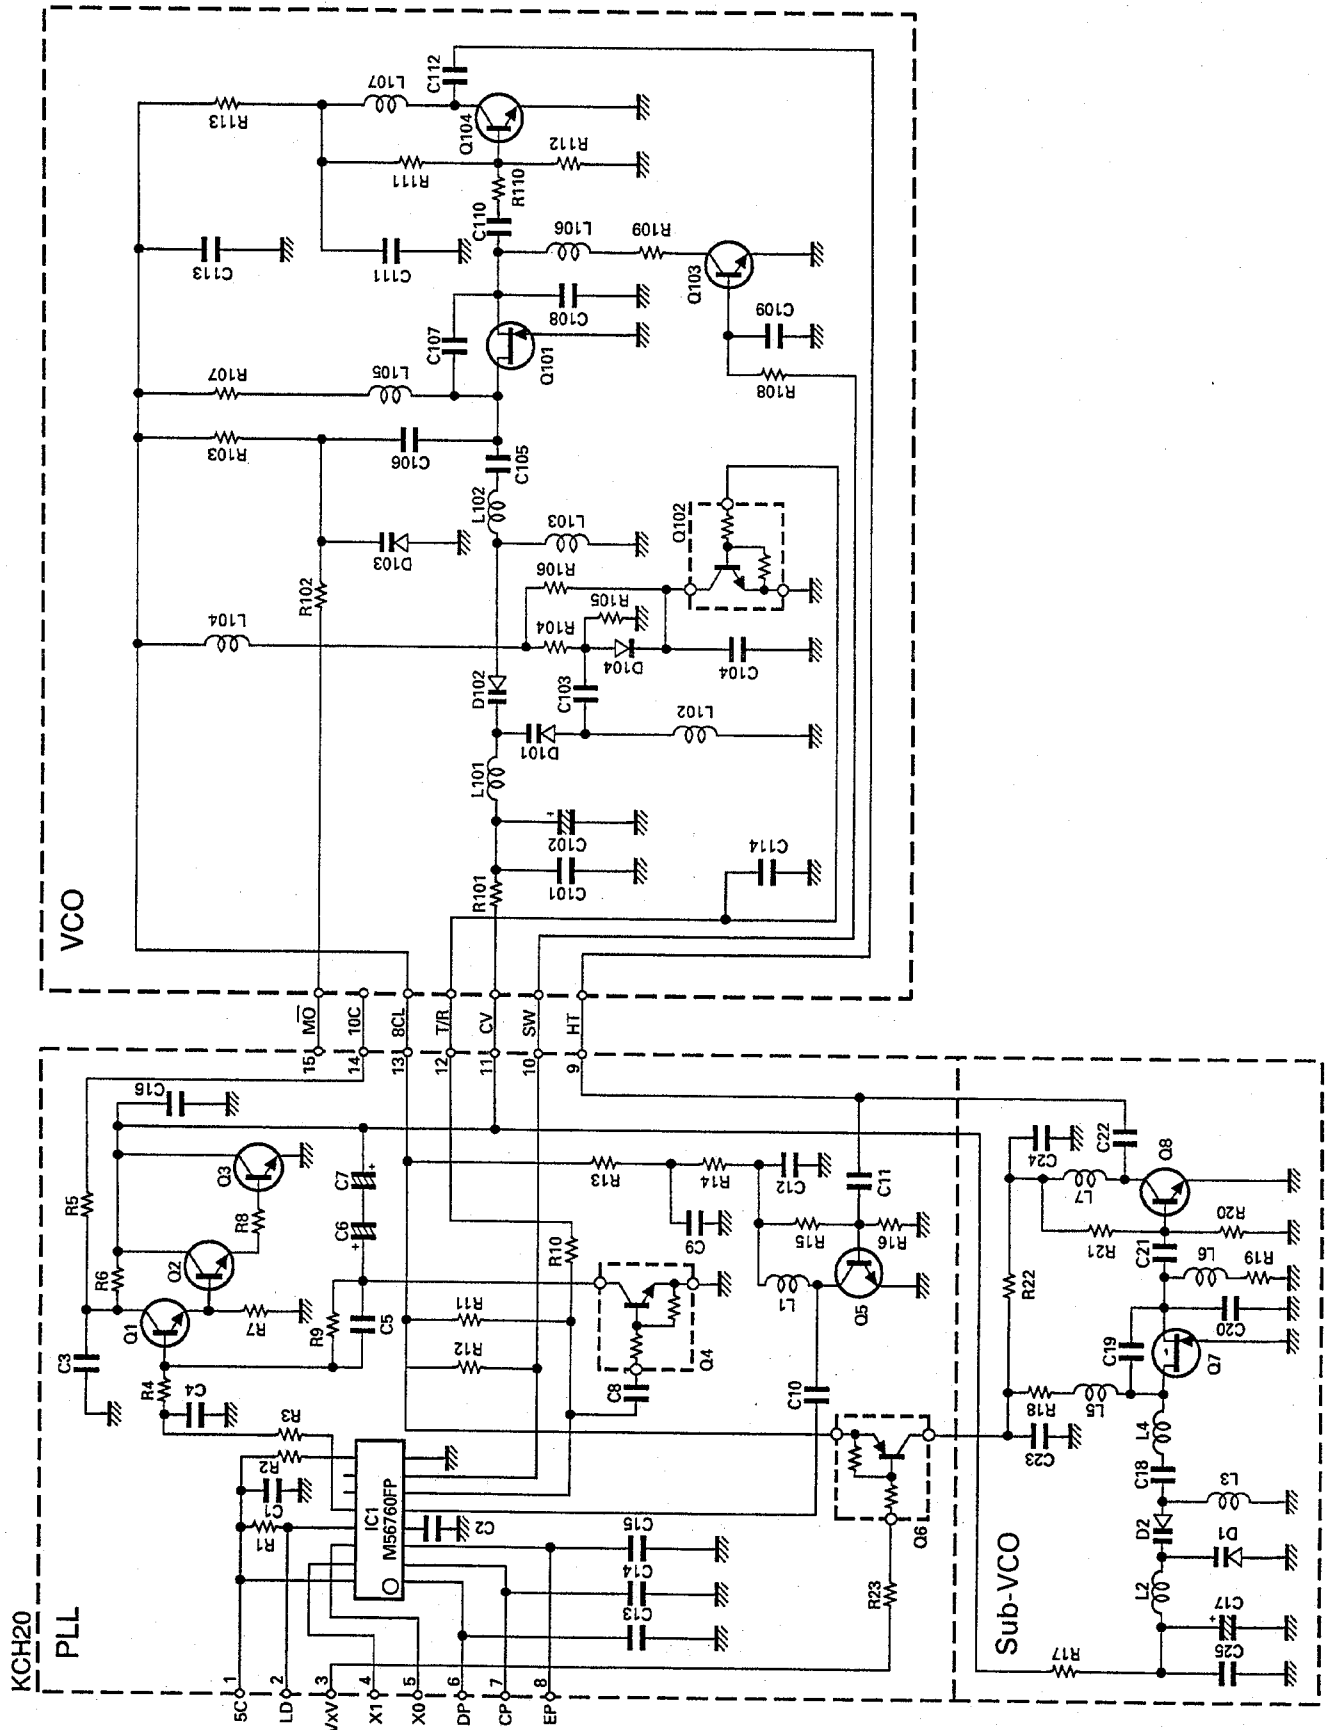 VCO
R113
L107
C112
Q104
R111
R112
R110
C113
C111
C110
L106
R109
Q103
C107
C108
C109
Q101
R107
L105
R108
R103
C106
C105
L102
Q102
L103
D103
R106
R102
R105
L104
R104
D104
C104
D102
C103
L102
D101
L101
C102
C114
C101
R101
MO
10C
8CL
T/R
CV
SW
HT
15
14
13
12
11
10
9
KCH20
PLL
C16
R5
Q3
R8
C7
C6
R13
R14
C12
C11
C9
R15
R16
R6
Q2
R10
L1
Q5
Q1
R7
R9
C5
R11
R12
Q4
C3
R4
C4
C8
C10
R3
R2
C1
R1
IC1
M56760FP
C2
C15
C14
C13
Q6
R23
5C
LD
VxV
X1
X0
DP
CP
EP
1
2
3
4
5
6
7
8
Sub-VCO
C24
C22
L7
Q8
R21
R20
C21
L6
R19
R22
C19
C20
Q7
R18
L5
L4
C23
C18
L3
D2
D1
L2
C17
R17
C25